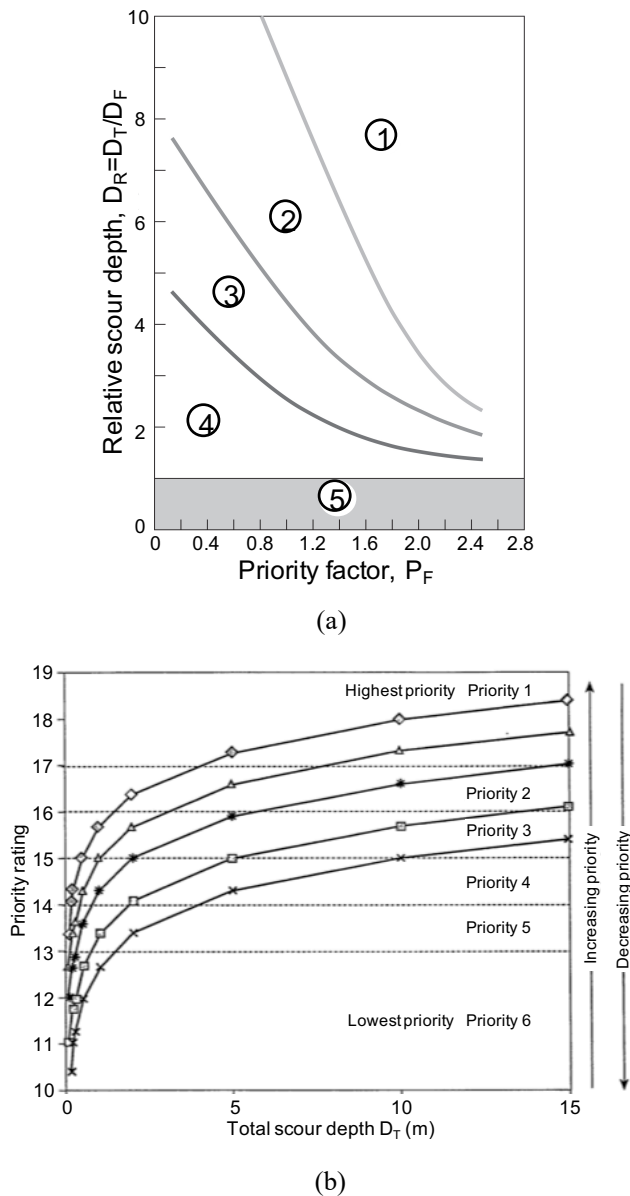 10
8
6
4
2
0
Relative scour depth, D_R=D_T/D_F
1
2
3
4
5
0 0.4 0.8 1.2 1.6 2.0 2.4 2.8
Priority factor, P_F
(a)
19
18
17
16
15
14
13
12
11
10
Priority rating
Highest priority Priority 1
Priority 2
Priority 3
Priority 4
Priority 5
Lowest priority Priority 6
Increasing priority
Decreasing priority
0 5 10 15
Total scour depth D_T (m)
(b)